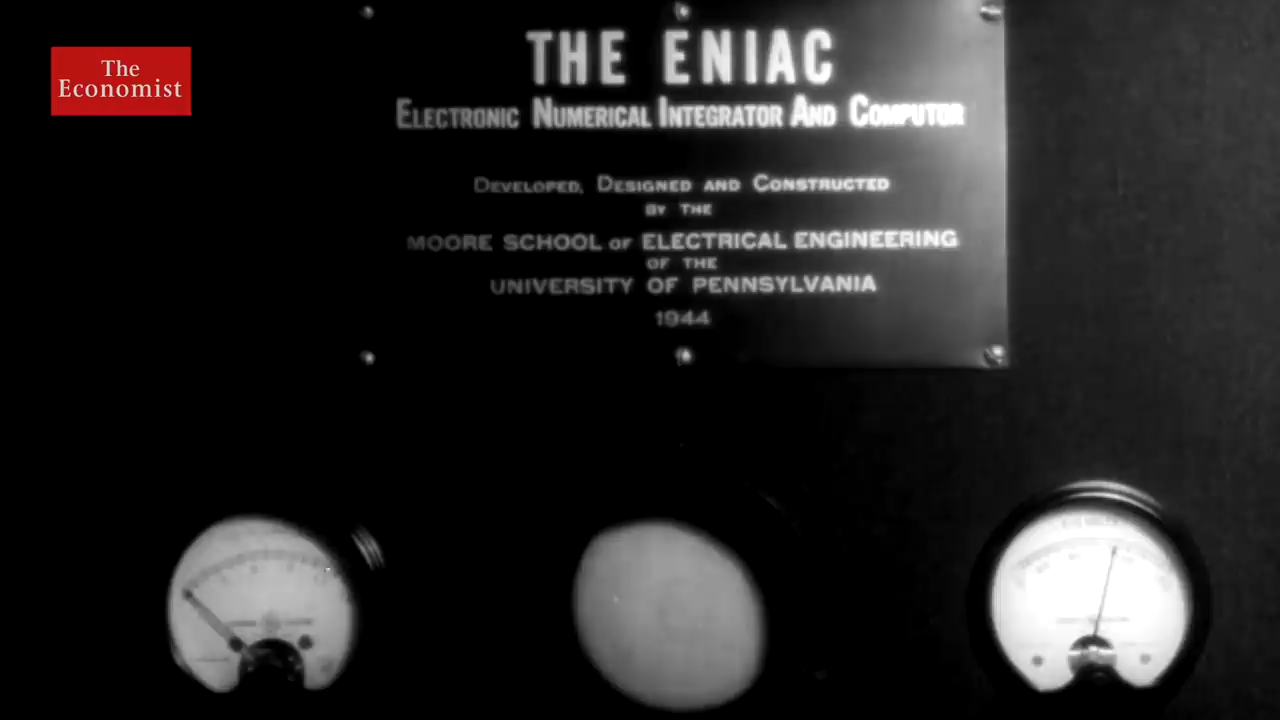 The
Economist
THE ENIAC
ELECTRONIC NUMERICAL INTEGRATOR AND COMPUTOR
DEVELOPED, DESIGNED AND CONSTRUCTED
BY THE
MOORE SCHOOL OF ELECTRICAL ENGINEERING
OF THE
UNIVERSITY OF PENNSYLVANIA
1944